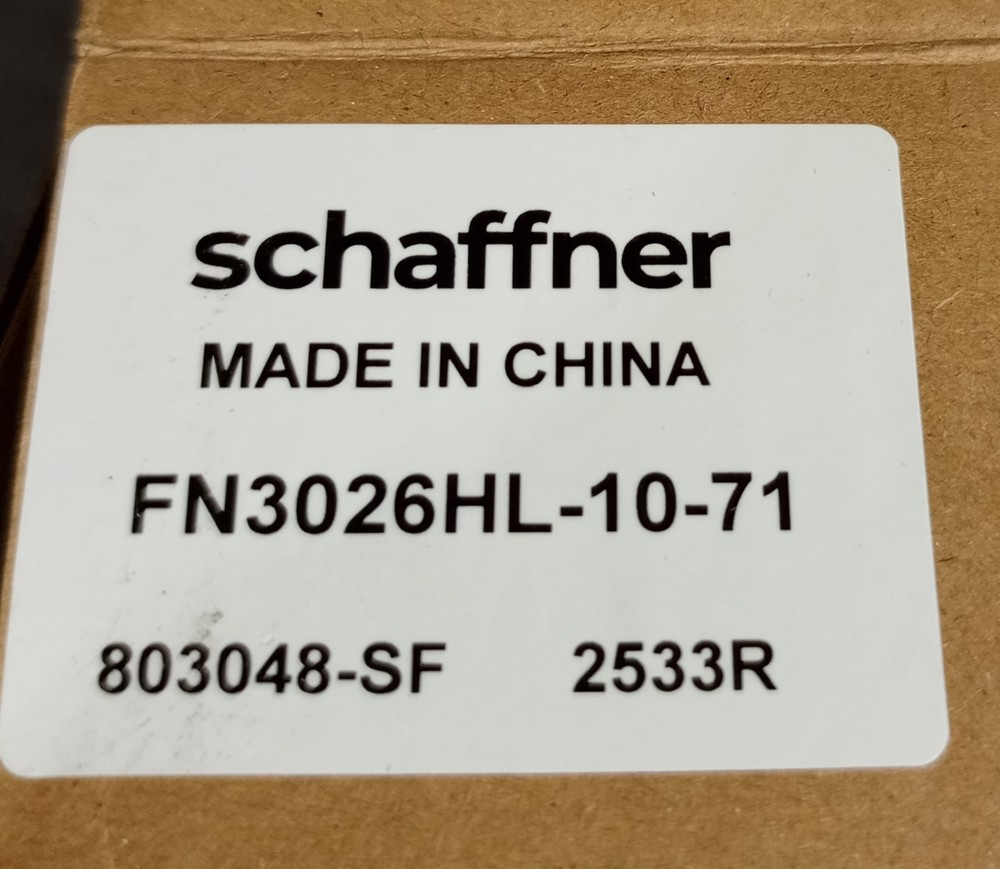 schaffner
MADE IN CHINA
FN3026HL-10-71
803048-SF 2533R